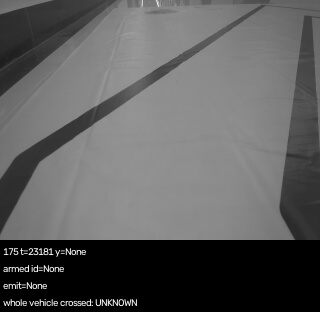 175 t=23181 y=None
armed id=None
emit=None
whole vehicle crossed: UNKNOWN